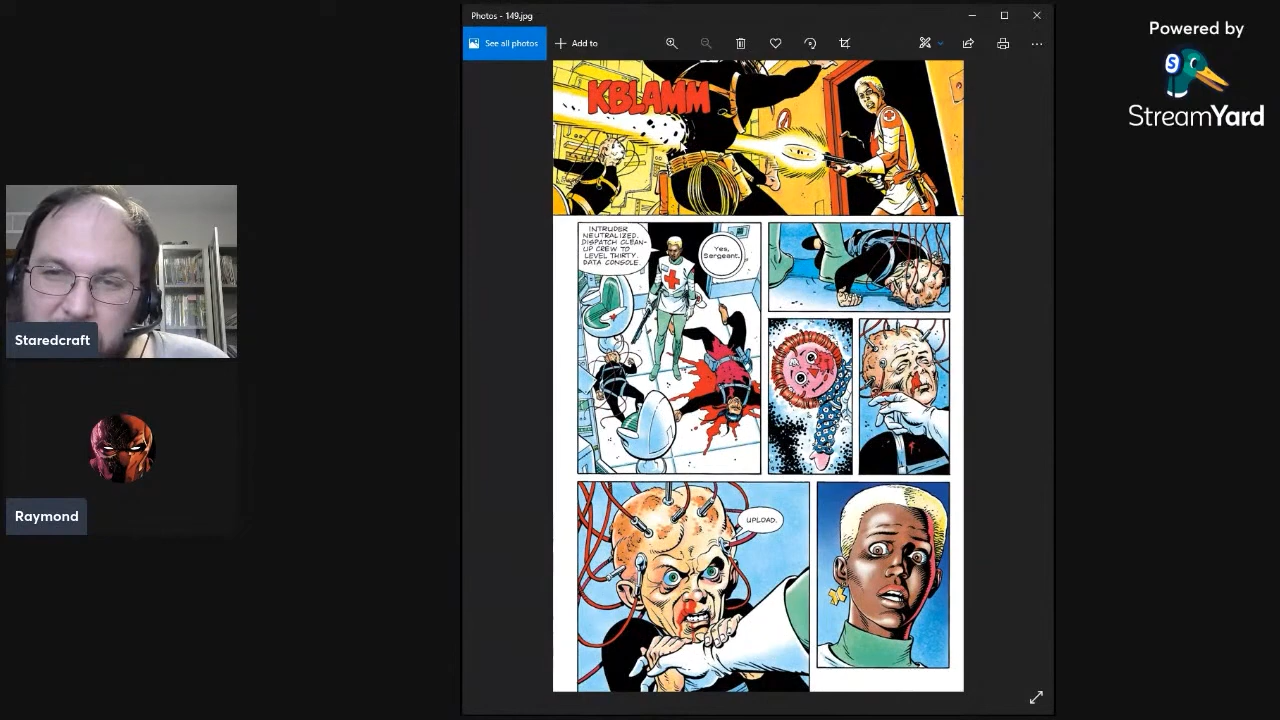 Photos - 149.jpg
See all photos
Add to
Powered by
S
StreamYard
KBLAMM
INTRUDER
NEUTRALIZED.
DISPATCH CLEAN-
UP CREW TO
LEVEL THIRTY.
DATA CONSOLE.
Yes,
Sergeant.
Staredcraft
UPLOAD.
Raymond